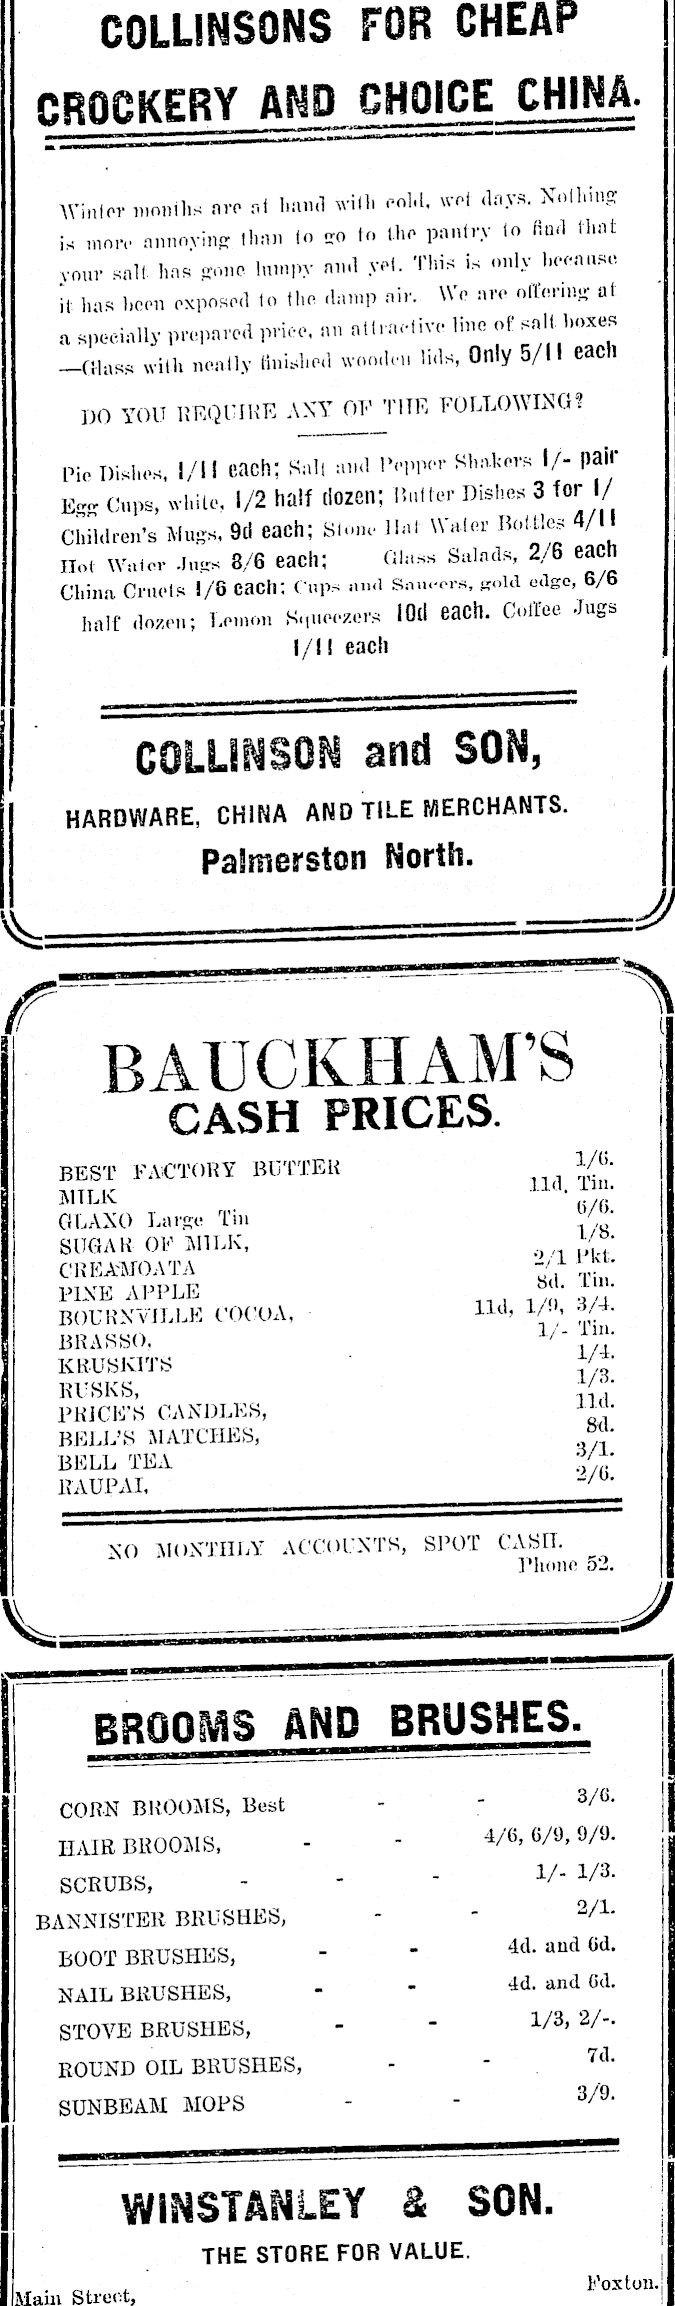 COLLINSONS FOR CHEAP
CROCKERY AND CHOICE CHINA.
Winter months are at hand with cold, wet days. Nothing
is more annoying than to go to the pantry to find that
your salt has gone lumpy and yet. This is only because
it has been exposed to the damp air. We are offering at
a specially prepared price, an attractive line of salt boxes
—Glass with neatly finished wooden lids, Only 5/11 each
DO YOU REQUIRE ANY OF THE FOLLOWING?
Pie Dishes, 1/11 each; Salt and Pepper Shakers 1/- pair
Egg Cups, white, 1/2 half dozen; Butter Dishes 3 for 1/
Children's Mugs, 9d each; Stone Hat Water Bottles 4/11
Hot Water Jugs 8/6 each; Glass Salads, 2/6 each
China Cruets 1/6 each; Cups and Saucers, gold edge, 6/6
half dozen; Lemon Squeezers 10d each. Coffee Jugs
1/11 each
COLLINSON and SON,
HARDWARE, CHINA AND TILE MERCHANTS.
Palmerston North.
BAUCKHAM'S
CASH PRICES.
BEST FACTORY BUTTER 1/6.
MILK 11d. Tin.
GLAXO Large Tin 6/6.
SUGAR OF MILK, 1/8.
CREAMOATA 2/1 Pkt.
PINE APPLE 8d. Tin.
BOURNVILLE COCOA, 11d, 1/9, 3/4.
BRASSO, 1/- Tin.
KRUSKITS 1/4.
RUSKS, 1/3.
PRICE'S CANDLES, 11d.
BELL'S MATCHES, 8d.
BELL TEA 3/1.
RAUPAI, 2/6.
NO MONTHLY ACCOUNTS, SPOT CASH.
Phone 52.
BROOMS AND BRUSHES.
CORN BROOMS, Best - - 3/6.
HAIR BROOMS, - - 4/6, 6/9, 9/9.
SCRUBS, - - - 1/- 1/3.
BANNISTER BRUSHES, - - 2/1.
BOOT BRUSHES, - - 4d. and 6d.
NAIL BRUSHES, - - 4d. and 6d.
STOVE BRUSHES, - - 1/3, 2/-.
ROUND OIL BRUSHES, - - 7d.
SUNBEAM MOPS - - 3/9.
WINSTANLEY & SON.
THE STORE FOR VALUE.
Main Street, Foxton.